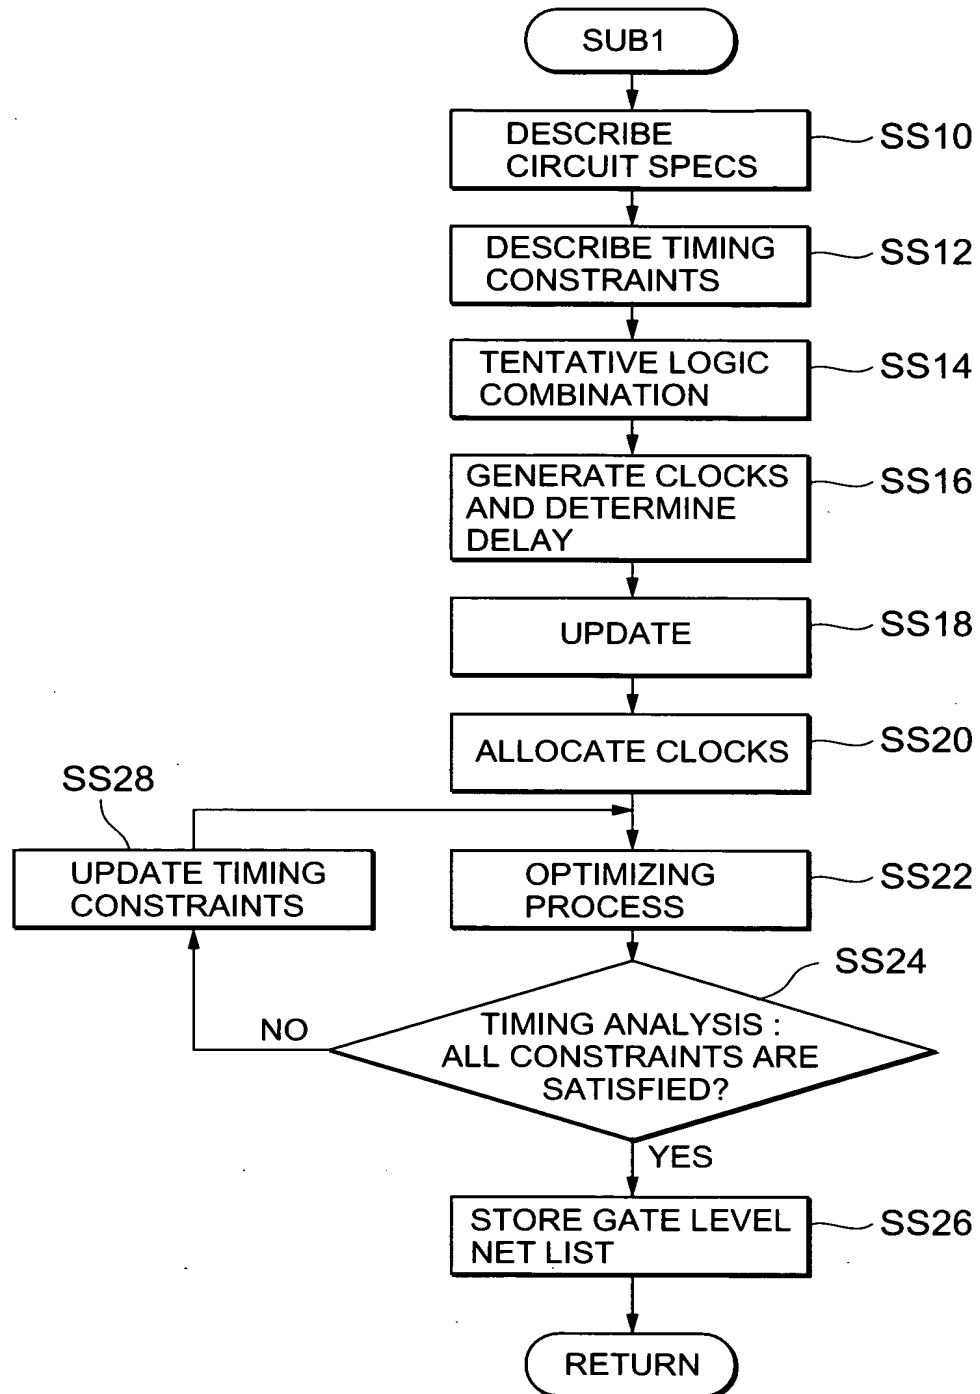 SUB1
DESCRIBE
CIRCUIT SPECS
SS10
DESCRIBE TIMING
CONSTRAINTS
SS12
TENTATIVE LOGIC
COMBINATION
SS14
GENERATE CLOCKS
AND DETERMINE
DELAY
SS16
UPDATE
SS18
ALLOCATE CLOCKS
SS20
SS28
UPDATE TIMING
CONSTRAINTS
OPTIMIZING
PROCESS
SS22
SS24
TIMING ANALYSIS :
ALL CONSTRAINTS ARE
SATISFIED?
NO
YES
STORE GATE LEVEL
NET LIST
SS26
RETURN